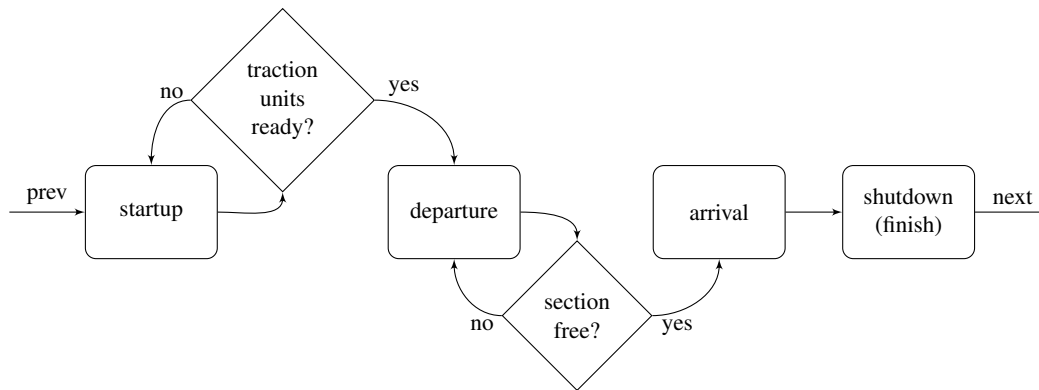 traction
units
ready?
no
yes
prev
startup
departure
arrival
shutdown
(finish)
next
section
free?
no
yes